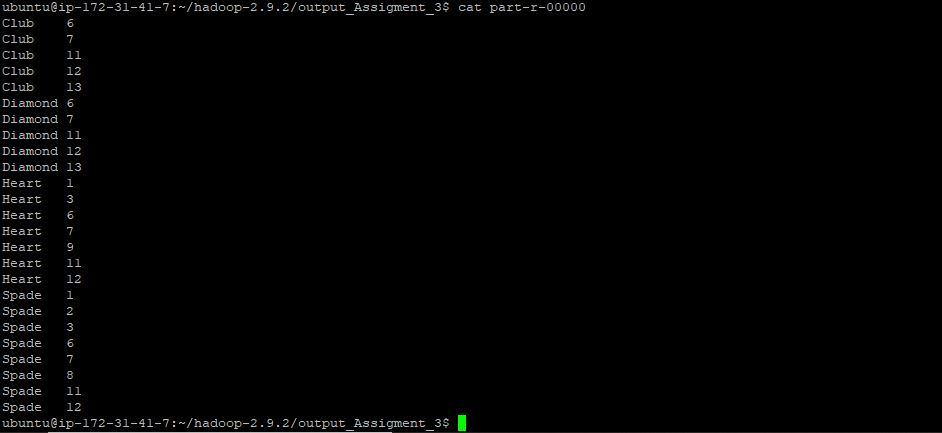 ubuntu@ip-172-31-41-7:~/hadoop-2.9.2/output_Assigment_3$ cat part-r-00000
Club    6
Club    7
Club    11
Club    12
Club    13
Diamond 6
Diamond 7
Diamond 11
Diamond 12
Diamond 13
Heart   1
Heart   3
Heart   6
Heart   7
Heart   9
Heart   11
Heart   12
Spade   1
Spade   2
Spade   3
Spade   6
Spade   7
Spade   8
Spade   11
Spade   12
ubuntu@ip-172-31-41-7:~/hadoop-2.9.2/output_Assigment_3$